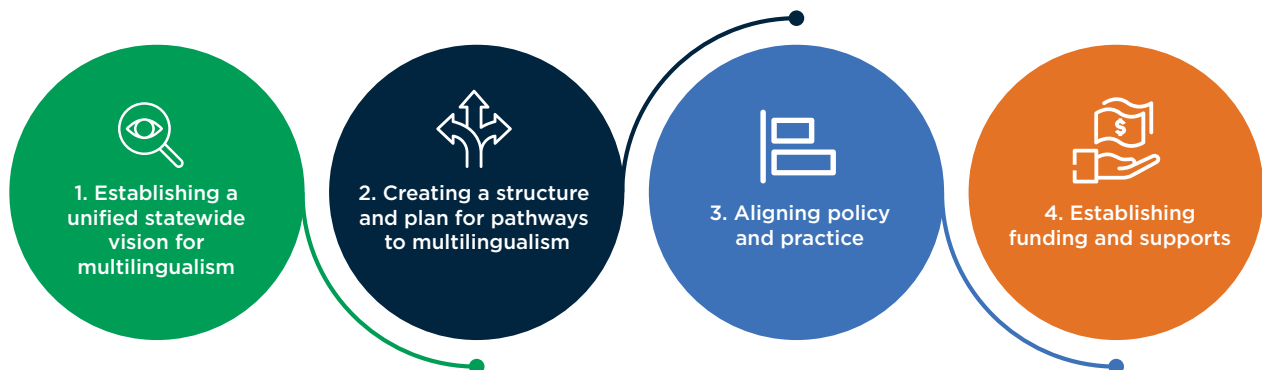 1. Establishing a
unified statewide
vision for
multilingualism
2. Creating a structure
and plan for pathways
to multilingualism
3. Aligning policy
and practice
$
4. Establishing
funding and supports